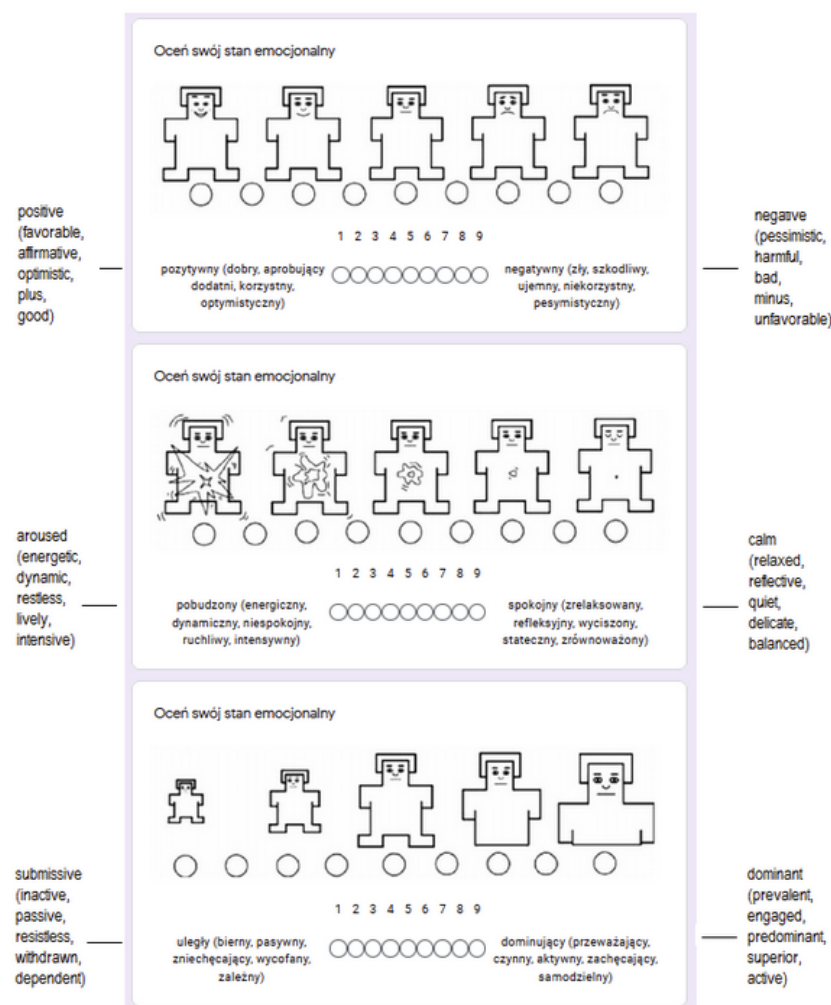 Oceń swój stan emocjonalny
positive
(favorable,
affirmative,
optimistic,
plus,
good)
1 2 3 4 5 6 7 8 9
pozytywny (dobry, aprobujący
dodatni, korzystny,
optymistyczny)
negatywny (zły, szkodliwy,
ujemny, niekorzystny,
pesymistyczny)
negative
(pessimistic,
harmful,
bad,
minus,
unfavorable)
Oceń swój stan emocjonalny
aroused
(energetic,
dynamic,
restless,
lively,
intensive)
1 2 3 4 5 6 7 8 9
pobudzony (energiczny,
dynamiczny, niespokojny,
ruchliwy, intensywny)
spokojny (zrelaksowany,
refleksyjny, wyciszony,
stateczny, zrównoważony)
calm
(relaxed,
reflective,
quiet,
delicate,
balanced)
Oceń swój stan emocjonalny
submissive
(inactive,
passive,
resistless,
withdrawn,
dependent)
1 2 3 4 5 6 7 8 9
uległy (bierny, pasywny,
zniechęcający, wycofany,
zależny)
dominujący (przeważający,
czynny, aktywny, zachęcający,
samodzielny)
dominant
(prevalent,
engaged,
predominant,
superior,
active)